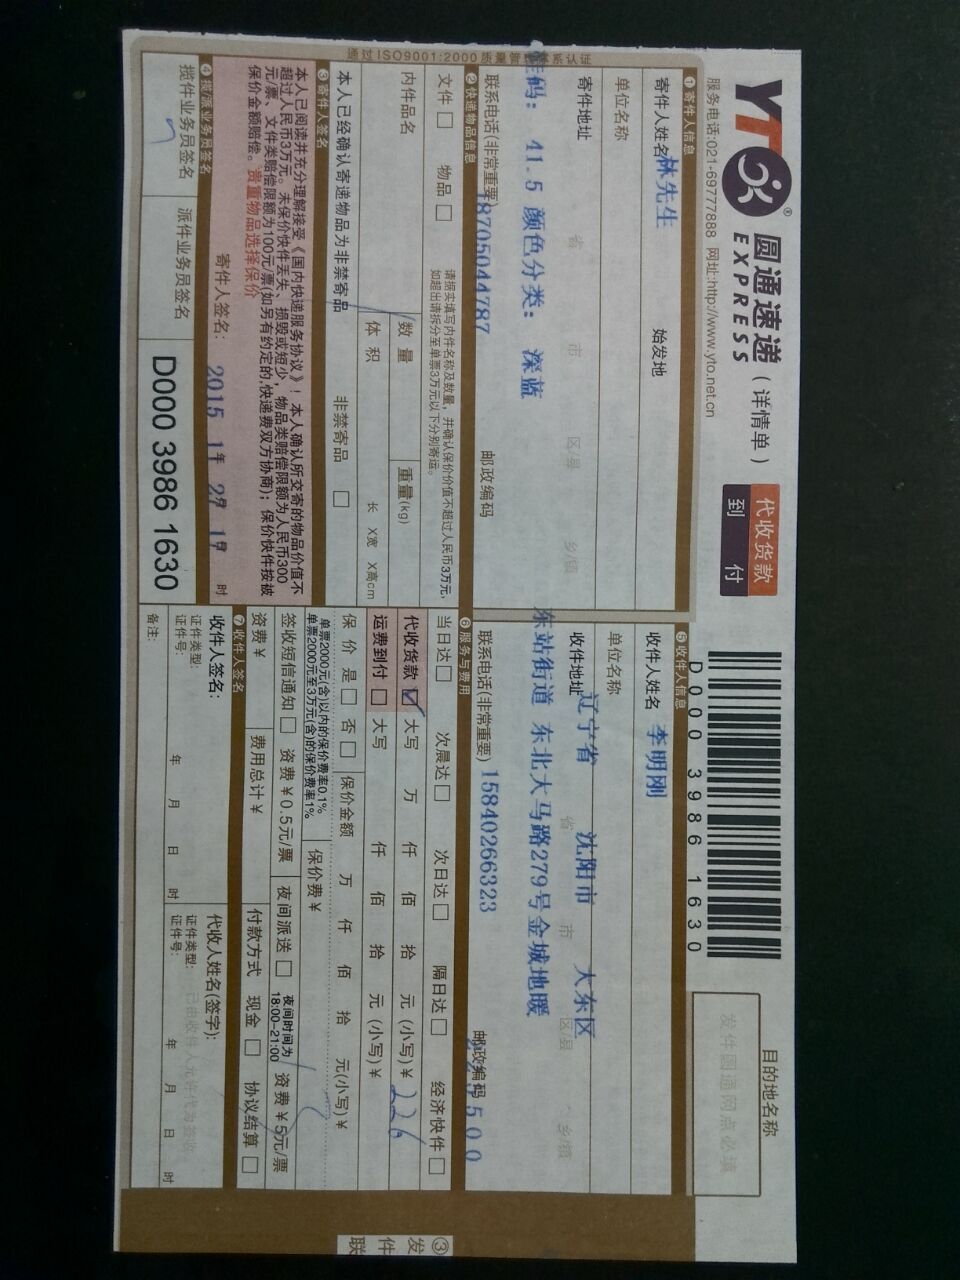 YTO 圆通速递(详情单)
EXPRESS
代收货款
到 付
服务电话:021-69777888 网址:http://www.yto.net.cn
D000 3986 1630
目的地名称
发件圆通网点必填
① 寄件人信息
寄件人姓名 林先生 始发地
单位名称
寄件地址 省 市 区/县 乡/镇
码: 41.5 颜色分类: 深蓝
联系电话(非常重要) 18705044787 邮政编码
② 快递物品信息
文件 □ 物品 □
请据实填写内件名称及数量,并确认保价价值不超过人民币3万元,
如超出请拆分至单票3万元以下分别寄运。
内件品名 数量 重量(kg)
体积 长 X宽 X高cm
本人已经确认寄递物品为非禁寄品 非禁寄品 □
③ 寄件人签名
本人已阅读并充分理解接受《国内快递服务协议》!本人确认所交寄的物品价值不
超过人民币3万元。未保价快件丢失、损毁或短少,物品类赔偿限额为人民币300
元/票、文件类赔偿限额为100元/票(如另有约定的,快递费双方协商);保价快件按被
保价金额赔偿。贵重物品选择保价
寄件人签名: 2015 1年 2 时
④ 揽/派业务员签名
揽件业务员签名 派件业务员签名 D000 3986 1630
⑤ 收件人信息
收件人姓名 李明刚
单位名称
收件地址 辽宁省 沈阳市 大东区
省 市 区/县 乡/镇
东站街道 东北大马路279号金城地暖
联系电话(非常重要) 15840266323 邮政编码
⑥ 服务与费用
当日达 □ 次晨达 □ 次日达 □ 隔日达 □ 经济快件 □
代收货款 ☑ 大写 万 仟 佰 拾 元 (小写)¥ 226
运费到付 □ 大写 万 仟 佰 拾 元 (小写)¥
保价 是 □ 否 □ 保价金额 万 仟 佰 拾 元(小写)¥
单票2000元(含)以内的保价费率0.1%
单票2000元至3万元(含)的保价费率1% 保价费¥
签收短信通知 □ 资费¥0.5元/票 夜间派送 □ 夜间时间为 18:00-21:00 资费¥5元/票
资费¥ 费用总计¥ 付款方式 现金 □ 协议结算 □
⑦ 收件人签名
收件人签名: 代收人姓名(签字):
证件类型: 证件类型:
证件号: 年 月 日 时 证件号: 年 月 日 时
已由收件人允许代为签收
备注:
③
发件联
通过ISO9001:2000质量管理体系认证